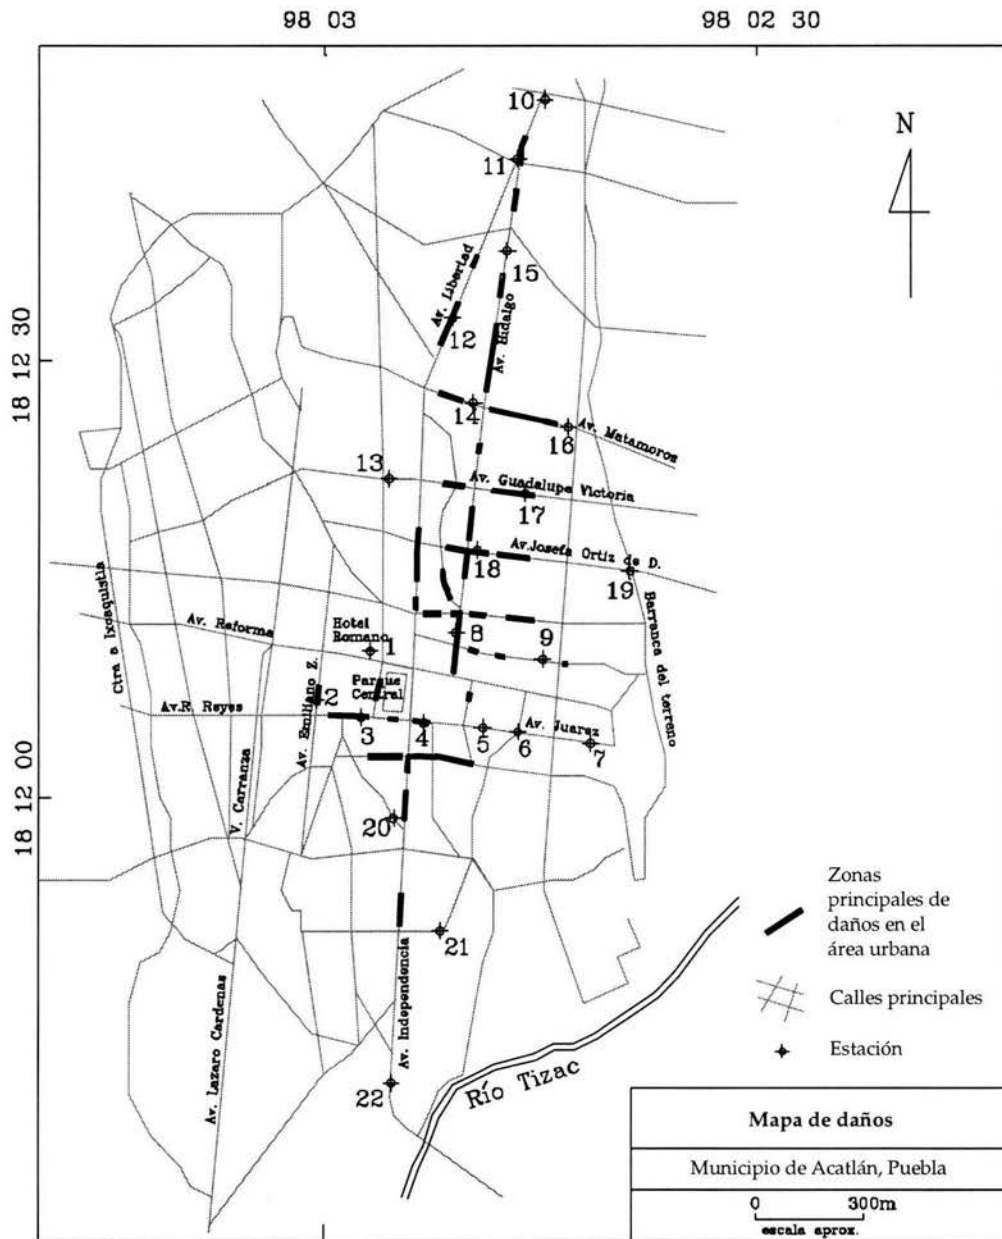 98 03
98 02 30
N
10
11
15
Av. Libertad
Av. Hidalgo
12
18 12 30
14
16
Av. Matamoros
13
Av. Guadalupe Victoria
17
Av.Josefa Ortiz de D.
18
19
Ctra a Ixcaquistla
Av. Reforma
Hotel
Romano
1
8
9
Barranca del terreno
2
Parque
Central
Av.R. Reyes
Av. Emiliano Z.
3
4
5
6
Av. Juarez
7
18 12 00
V. Carranza
20
21
Av. Lazaro Cardenas
Av. Independencia
22
Río Tizac
Zonas
principales de
daños en el
área urbana
Calles principales
Estación
Mapa de daños
Municipio de Acatlán, Puebla
0 300m
escala aprox.